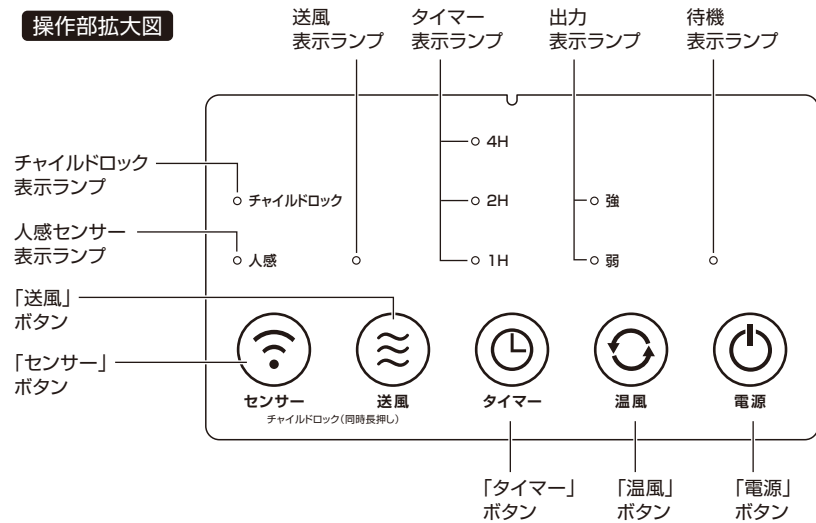 操作部拡大図
送風
表示ランプ
タイマー
表示ランプ
出力
表示ランプ
待機
表示ランプ
チャイルドロック
表示ランプ
人感センサー
表示ランプ
「送風」
ボタン
「センサー」
ボタン
4H
チャイルドロック
2H
強
人感
1H
弱
センサー
送風
タイマー
温風
電源
チャイルドロック(同時長押し)
「タイマー」
ボタン
「温風」
ボタン
「電源」
ボタン